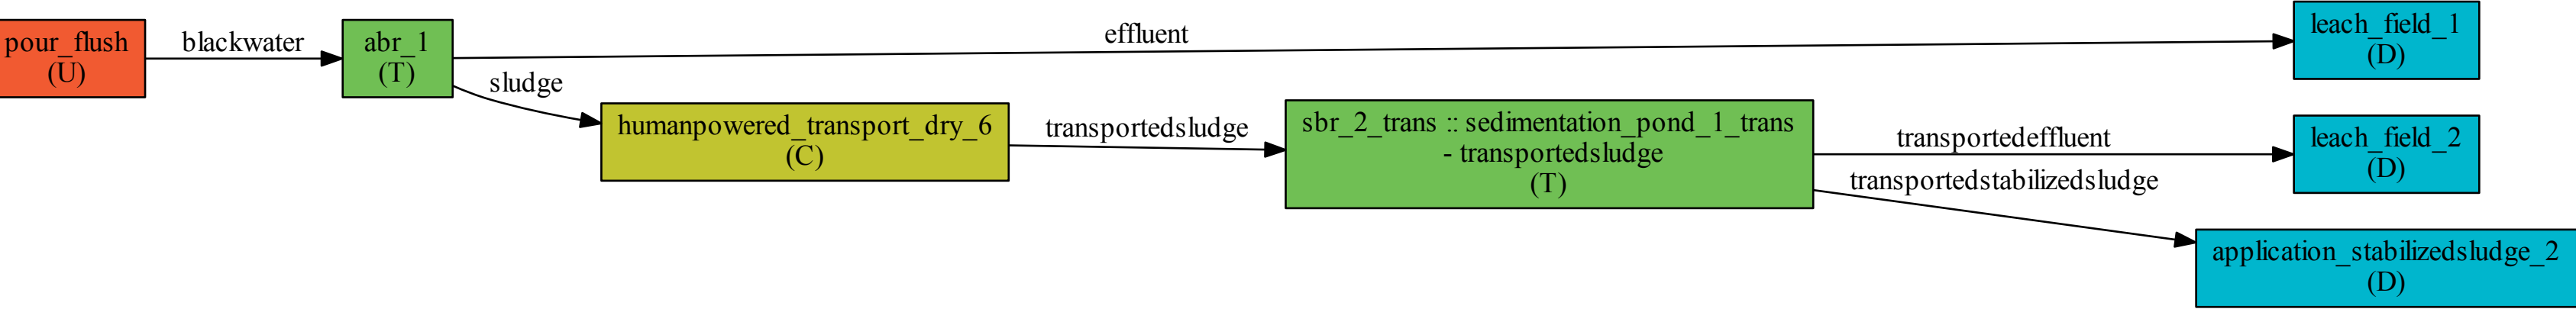 pour_flush
(U)
blackwater
abr_1
(T)
effluent
leach_field_1
(D)
sludge
humanpowered_transport_dry_6
(C)
transportedsludge
sbr_2_trans :: sedimentation_pond_1_trans
- transportedsludge
(T)
transportedeffluent
leach_field_2
(D)
transportedstabilizedsludge
application_stabilizedsludge_2
(D)